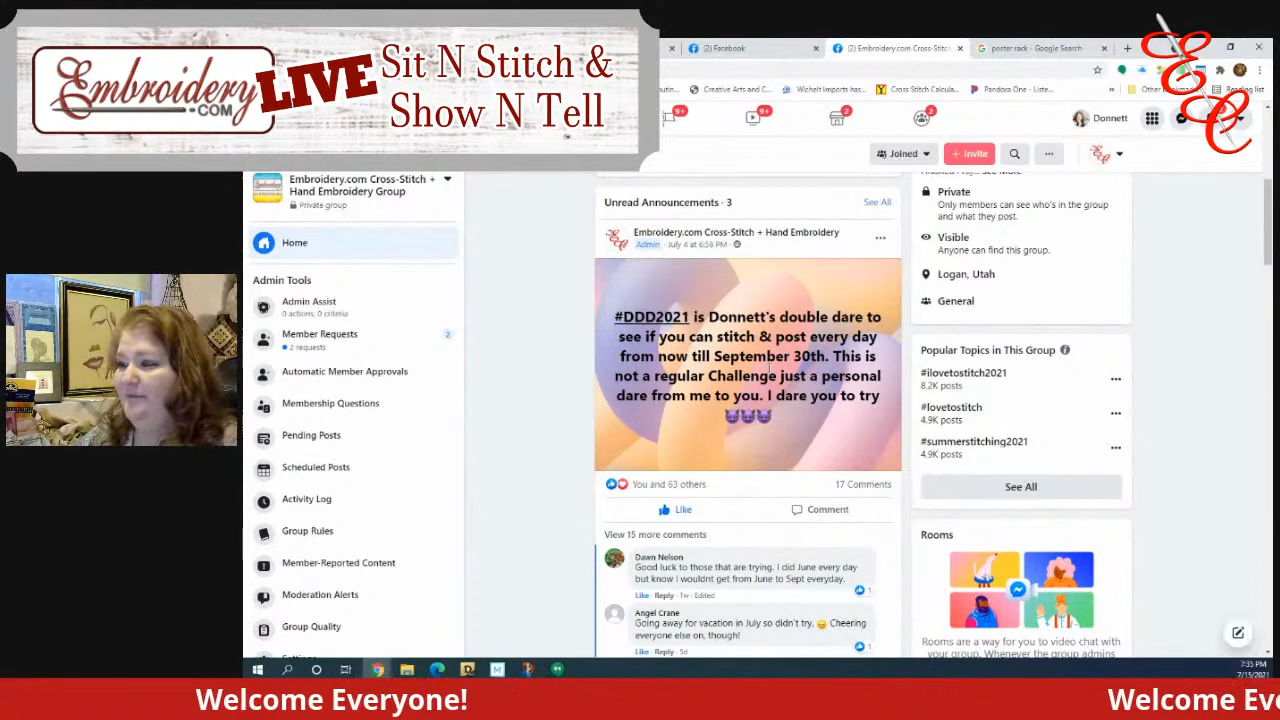 Embroidery
.COM
LIVE
Sit N Stitch &
Show N Tell
(2) Facebook
(2) Embroidery.com Cross-Stitch
poster rack - Google Search
Creative Arts and C...
Wichelt Imports has...
Cross Stitch Calcula...
Pandora One - Liste...
Other bookmarks
Reading list
9+
9+
2
2
Donnett
EEC
Joined
+ Invite
Embroidery.com Cross-Stitch +
Hand Embroidery Group
Private group
Home
Admin Tools
Admin Assist
0 actions, 0 criteria
Member Requests
2
2 requests
Automatic Member Approvals
Membership Questions
Pending Posts
Scheduled Posts
Activity Log
Group Rules
Member-Reported Content
Moderation Alerts
Group Quality
Unread Announcements · 3
See All
Embroidery.com Cross-Stitch + Hand Embroidery
Admin · July 4 at 6:58 PM
#DDD2021 is Donnett's double dare to
see if you can stitch & post every day
from now till September 30th. This is
not a regular Challenge just a personal
dare from me to you. I dare you to try
😈😈😈
You and 63 others
17 Comments
Like
Comment
View 15 more comments
Dawn Nelson
Good luck to those that are trying. I did June every day
but know I wouldnt get from June to Sept everyday.
1
Like · Reply · 1w · Edited
Angel Crane
Going away for vacation in July so didn't try. 😞 Cheering
everyone else on, though!
1
Like · Reply · 5d
Private
Only members can see who's in the group
and what they post.
Visible
Anyone can find this group.
Logan, Utah
General
Popular Topics in This Group
#ilovetostitch2021
8.2K posts
#lovetostitch
4.9K posts
#summerstitching2021
4.9K posts
See All
Rooms
Rooms are a way for you to video chat with
your group. Whenever the group admins
7:35 PM
7/15/2021
Welcome Everyone!
Welcome Eve